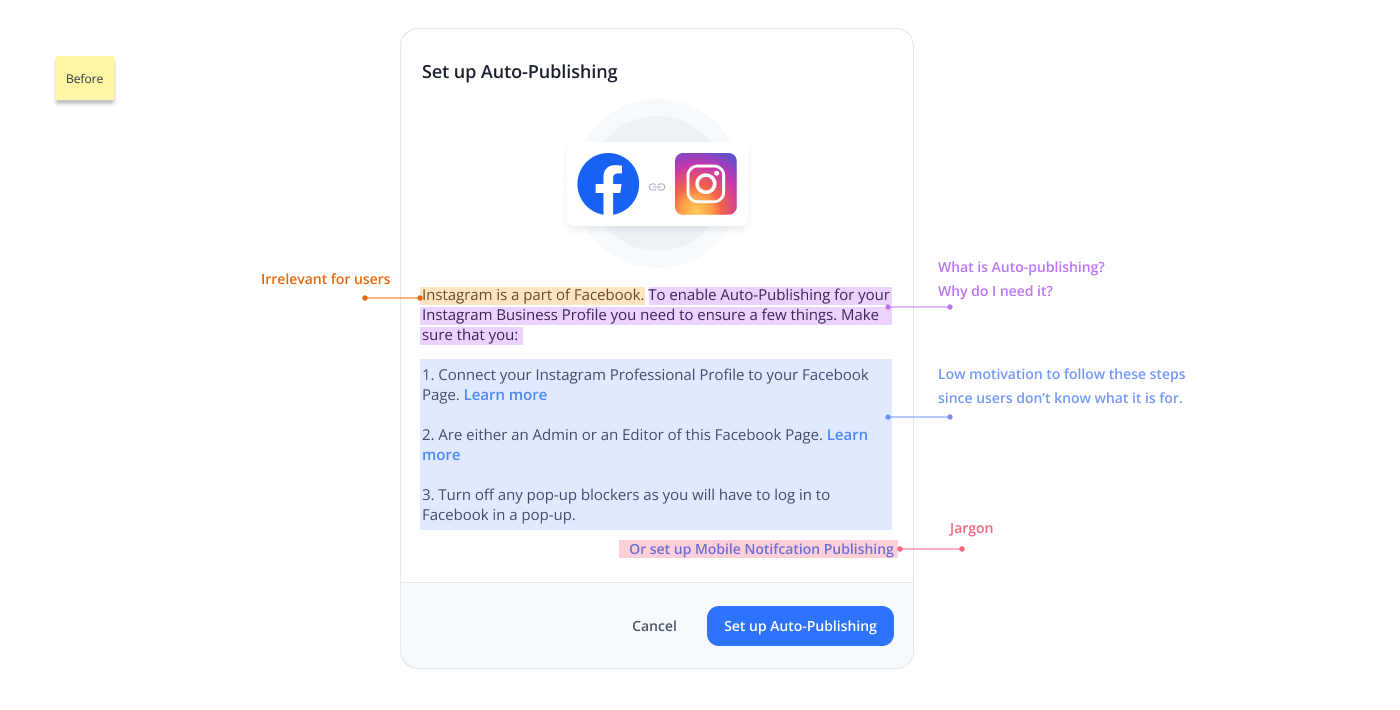 Before
Set up Auto-Publishing
Irrelevant for users
What is Auto-publishing?
Why do I need it?
Instagram is a part of Facebook. To enable Auto-Publishing for your
Instagram Business Profile you need to ensure a few things. Make
sure that you:
Low motivation to follow these steps
since users don’t know what it is for.
1. Connect your Instagram Professional Profile to your Facebook
Page. Learn more
2. Are either an Admin or an Editor of this Facebook Page. Learn
more
3. Turn off any pop-up blockers as you will have to log in to
Facebook in a pop-up.
Jargon
Or set up Mobile Notifcation Publishing
Cancel
Set up Auto-Publishing